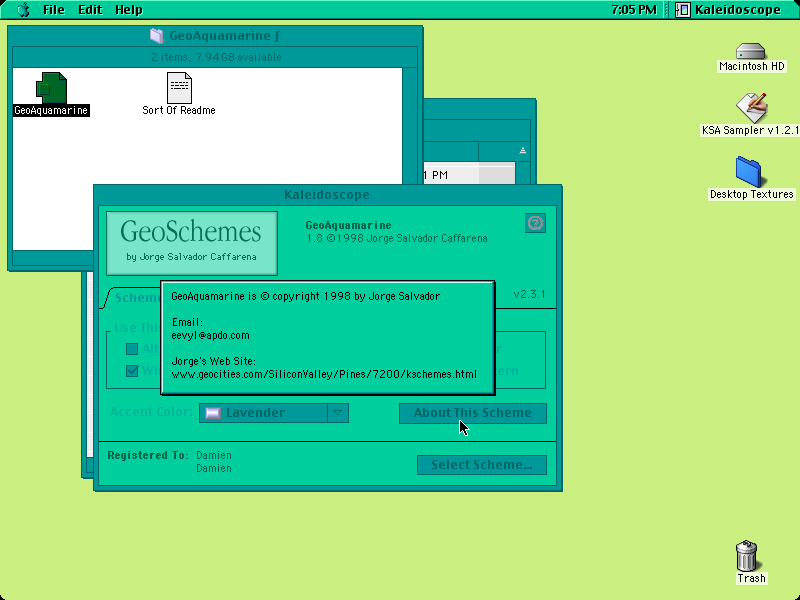 File Edit Help
7:05 PM
Kaleidoscope
GeoAquamarine ƒ
2 items, 7.94 GB available
GeoAquamarine
Sort Of Readme
Macintosh HD
KSA Sampler v1.2.1
Desktop Textures
1 PM
Kaleidoscope
GeoSchemes
by Jorge Salvador Caffarena
GeoAquamarine
1.8 ©1998 Jorge Salvador Caffarena
Scheme
v2.3.1
GeoAquamarine is © copyright 1998 by Jorge Salvador
Email:
eevyl@apdo.com
Jorge's Web Site:
www.geocities.com/SiliconValley/Pines/7200/kschemes.html
Use Thi
Accent Color:
Lavender
About This Scheme
Registered To: Damien
Damien
Select Scheme...
Trash